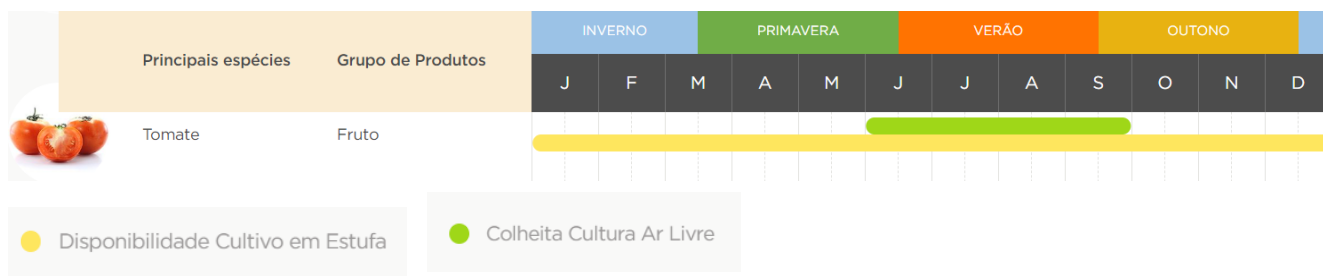 INVERNO PRIMAVERA VERÃO OUTONO
Principais espécies Grupo de Produtos
J F M A M J J A S O N D
Tomate Fruto
Disponibilidade Cultivo em Estufa
Colheita Cultura Ar Livre